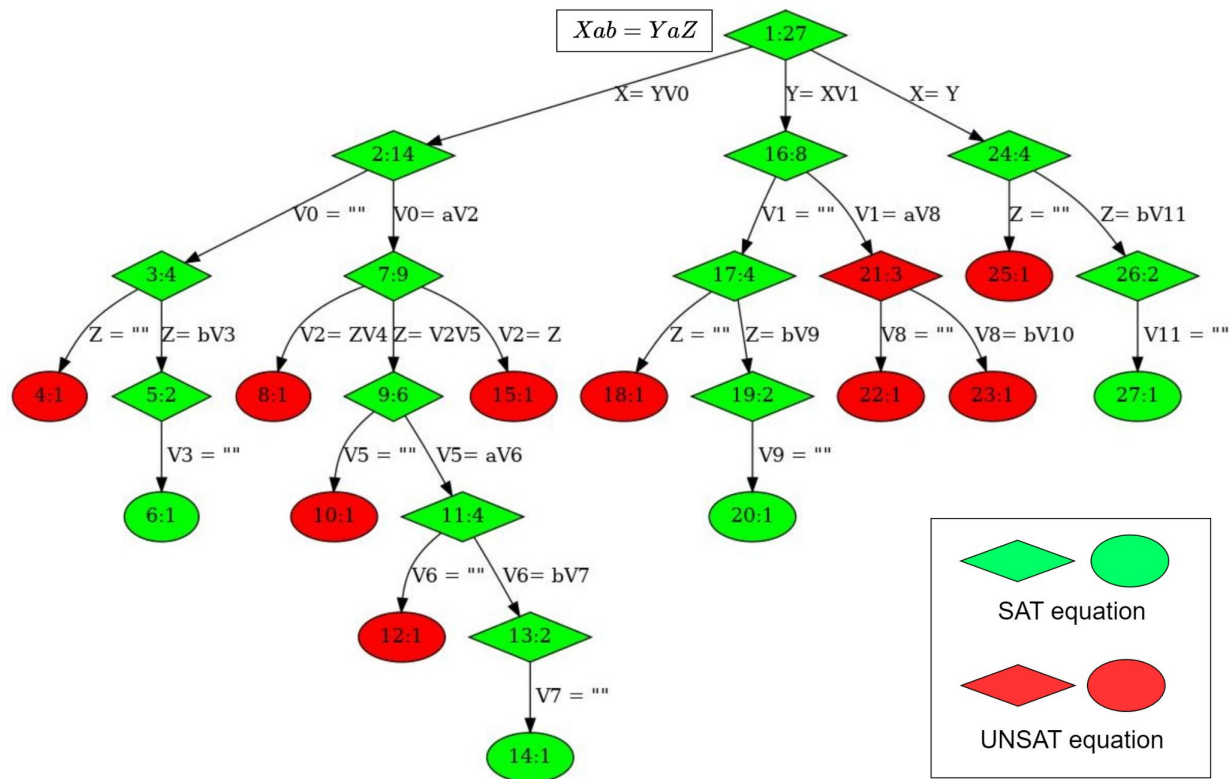 Xab = YaZ
1:27
X= YV0
Y= XV1
X= Y
2:14
16:8
24:4
V0 = ""
V0= aV2
V1 = ""
V1= aV8
Z = ""
Z= bV11
3:4
7:9
17:4
21:3
25:1
26:2
Z = ""
Z= bV3
V2= ZV4
Z= V2V5
V2= Z
Z = ""
Z= bV9
V8 = ""
V8= bV10
V11 = ""
4:1
5:2
8:1
9:6
15:1
18:1
19:2
22:1
23:1
27:1
V3 = ""
V5 = ""
V5= aV6
V9 = ""
6:1
10:1
11:4
20:1
V6 = ""
V6= bV7
12:1
13:2
V7 = ""
14:1
SAT equation
UNSAT equation